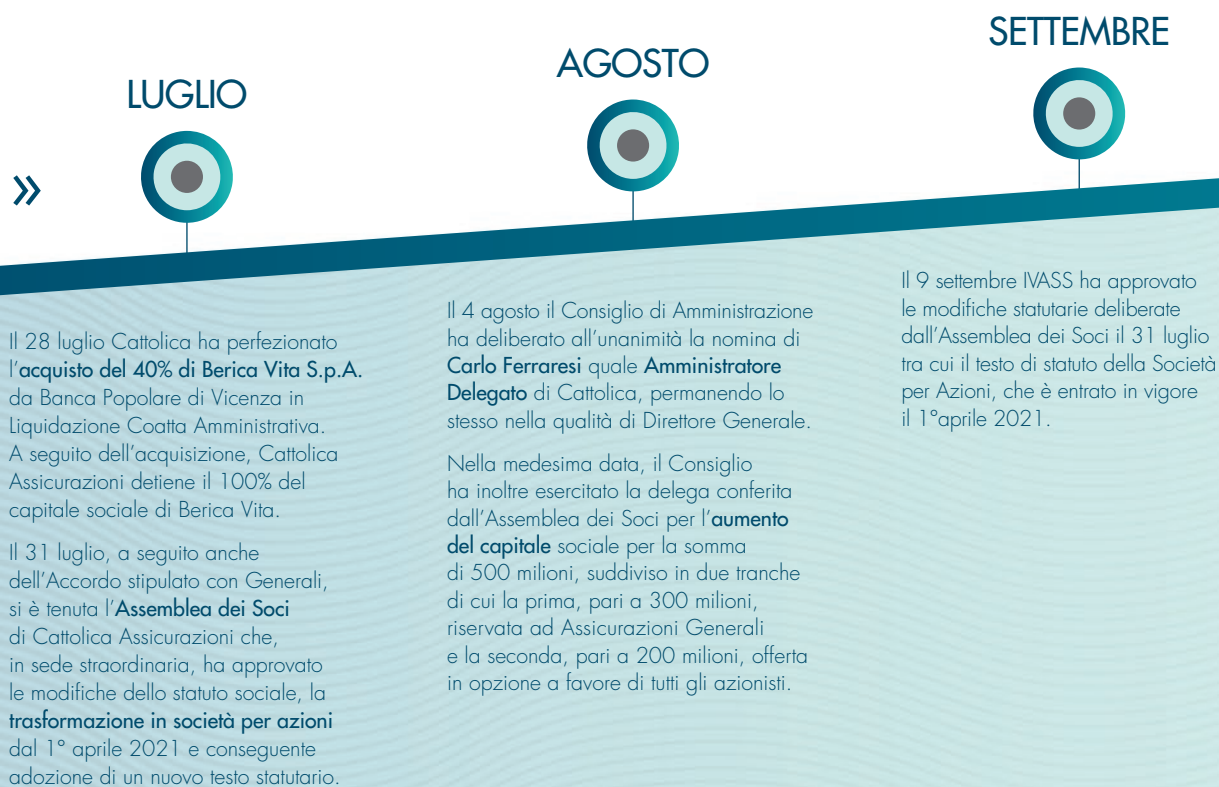 LUGLIO
»
Il 28 luglio Cattolica ha perfezionato
l'acquisto del 40% di Berica Vita S.p.A.
da Banca Popolare di Vicenza in
Liquidazione Coatta Amministrativa.
A seguito dell'acquisizione, Cattolica
Assicurazioni detiene il 100% del
capitale sociale di Berica Vita.
Il 31 luglio, a seguito anche
dell'Accordo stipulato con Generali,
si è tenuta l'Assemblea dei Soci
di Cattolica Assicurazioni che,
in sede straordinaria, ha approvato
le modifiche dello statuto sociale, la
trasformazione in società per azioni
dal 1° aprile 2021 e conseguente
adozione di un nuovo testo statutario.
AGOSTO
Il 4 agosto il Consiglio di Amministrazione
ha deliberato all'unanimità la nomina di
Carlo Ferraresi quale Amministratore
Delegato di Cattolica, permanendo lo
stesso nella qualità di Direttore Generale.
Nella medesima data, il Consiglio
ha inoltre esercitato la delega conferita
dall'Assemblea dei Soci per l'aumento
del capitale sociale per la somma
di 500 milioni, suddiviso in due tranche
di cui la prima, pari a 300 milioni,
riservata ad Assicurazioni Generali
e la seconda, pari a 200 milioni, offerta
in opzione a favore di tutti gli azionisti.
SETTEMBRE
Il 9 settembre IVASS ha approvato
le modifiche statutarie deliberate
dall'Assemblea dei Soci il 31 luglio
tra cui il testo di statuto della Società
per Azioni, che è entrato in vigore
il 1°aprile 2021.